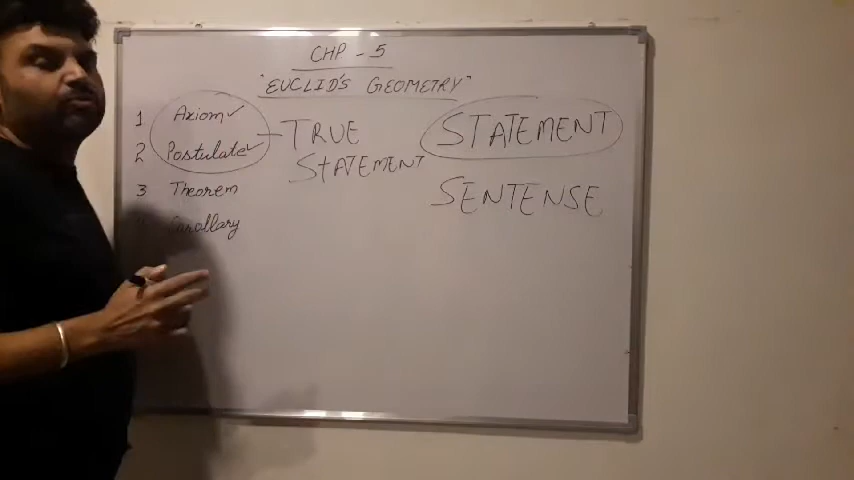 CHP - 5
"EUCLID'S GEOMETRY"
1 Axiom ✓
2 Postulate ✓
3 Theorem
Corollary
TRUE
STATEMENT
STATEMENT
SENTENSE